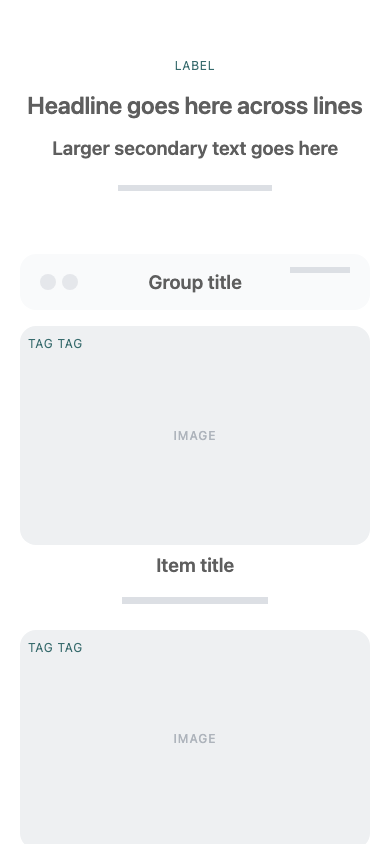 LABEL
Headline goes here across lines
Larger secondary text goes here
Group title
TAG TAG
IMAGE
Item title
TAG TAG
IMAGE